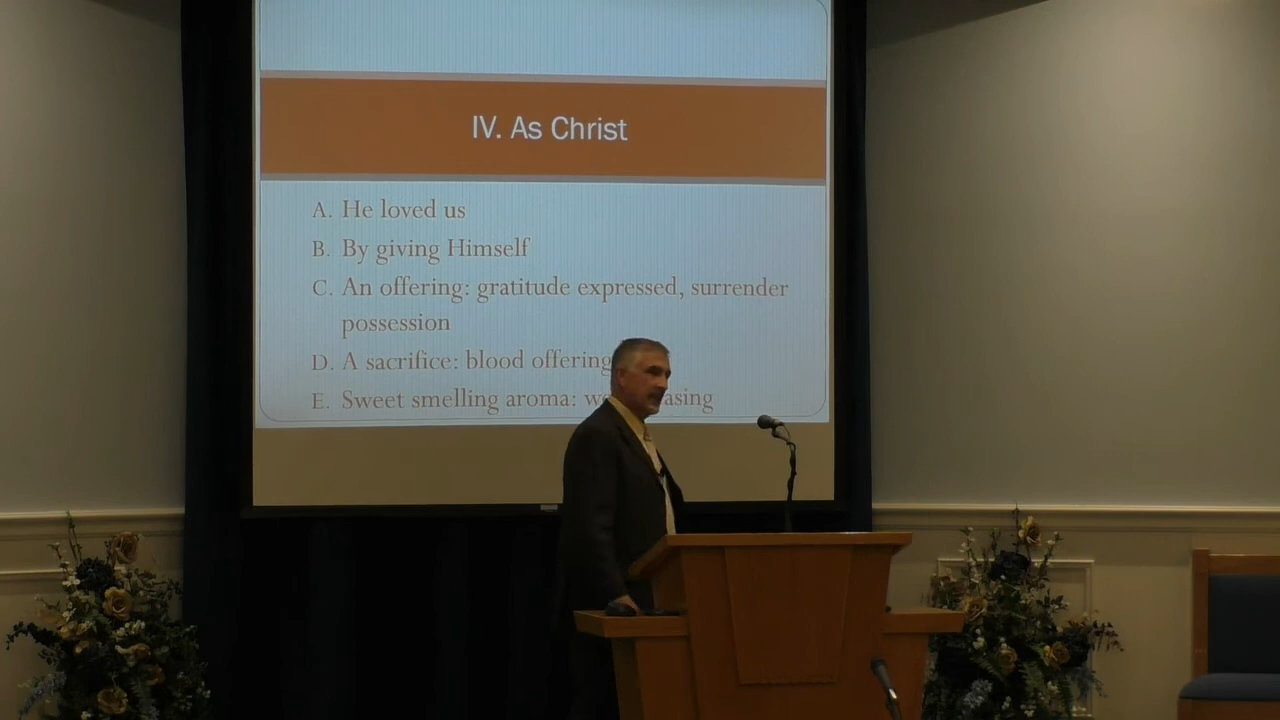 IV. As Christ
A. He loved us
B. By giving Himself
C. An offering: gratitude expressed, surrender
possession
D. A sacrifice: blood offering
E. Sweet smelling aroma: